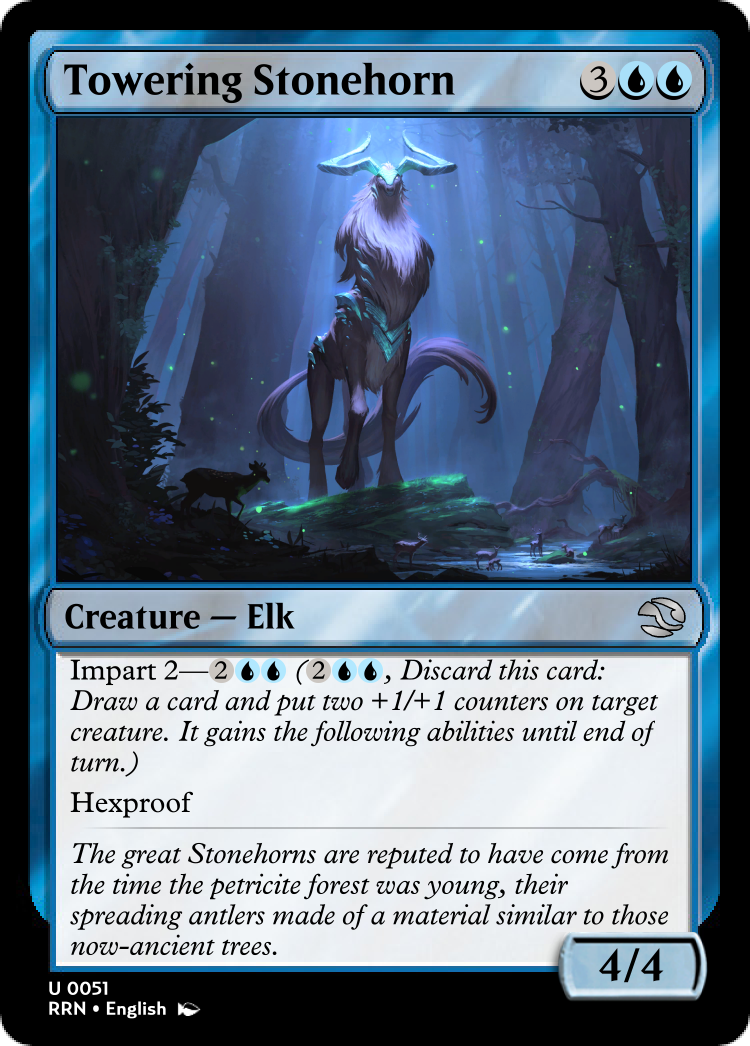 Towering Stonehorn 3
Creature — Elk
Impart 2—2 (2, Discard this card:
Draw a card and put two +1/+1 counters on target
creature. It gains the following abilities until end of
turn.)
Hexproof
The great Stonehorns are reputed to have come from
the time the petricite forest was young, their
spreading antlers made of a material similar to those
now-ancient trees.
4/4
U 0051
RRN • English